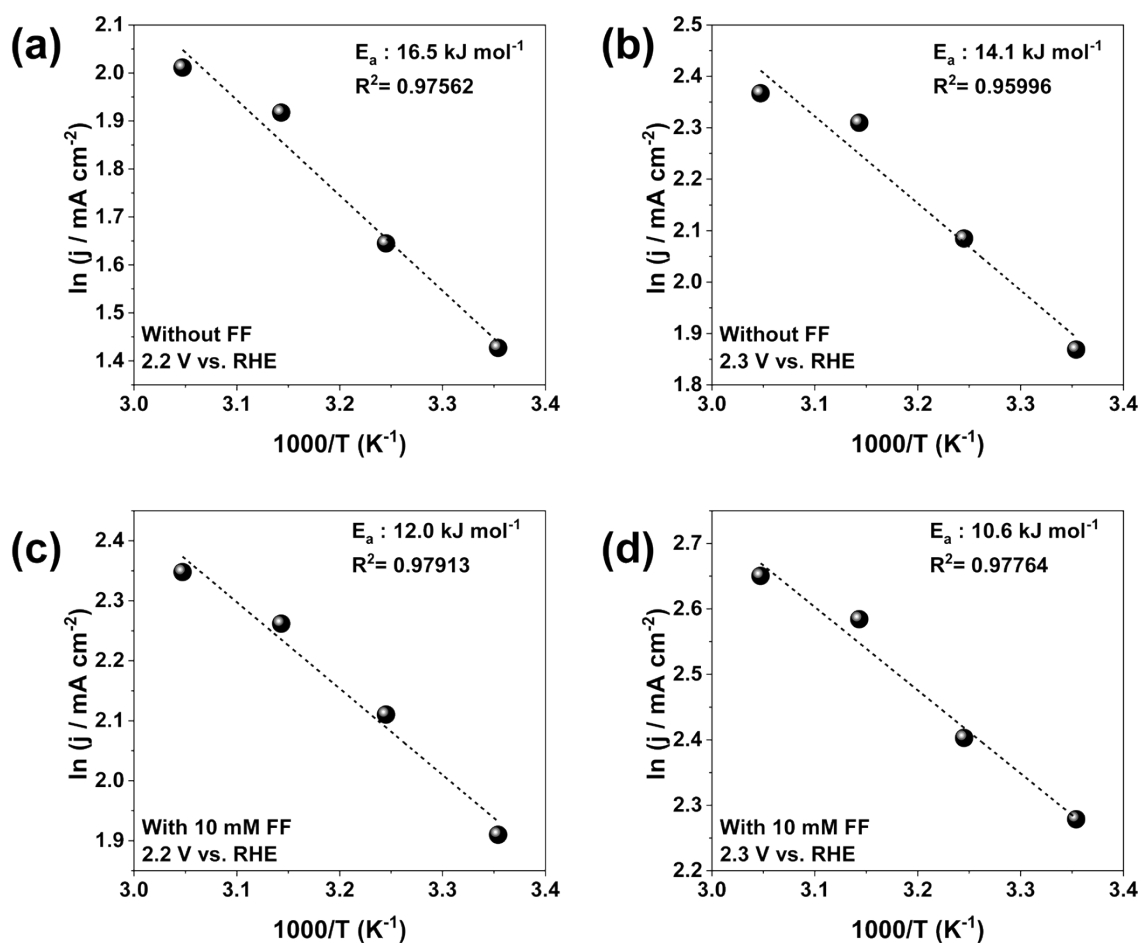 (a)
2.1
2.0
1.9
1.8
1.7
1.6
1.5
1.4
ln (j / mA cm⁻²)
Eₐ : 16.5 kJ mol⁻¹
R²= 0.97562
Without FF
2.2 V vs. RHE
3.0 3.1 3.2 3.3 3.4
1000/T (K⁻¹)
(b)
2.5
2.4
2.3
2.2
2.1
2.0
1.9
1.8
ln (j / mA cm⁻²)
Eₐ : 14.1 kJ mol⁻¹
R²= 0.95996
Without FF
2.3 V vs. RHE
3.0 3.1 3.2 3.3 3.4
1000/T (K⁻¹)
(c)
2.4
2.3
2.2
2.1
2.0
1.9
ln (j / mA cm⁻²)
Eₐ : 12.0 kJ mol⁻¹
R²= 0.97913
With 10 mM FF
2.2 V vs. RHE
3.0 3.1 3.2 3.3 3.4
1000/T (K⁻¹)
(d)
2.7
2.6
2.5
2.4
2.3
2.2
ln (j / mA cm⁻²)
Eₐ : 10.6 kJ mol⁻¹
R²= 0.97764
With 10 mM FF
2.3 V vs. RHE
3.0 3.1 3.2 3.3 3.4
1000/T (K⁻¹)